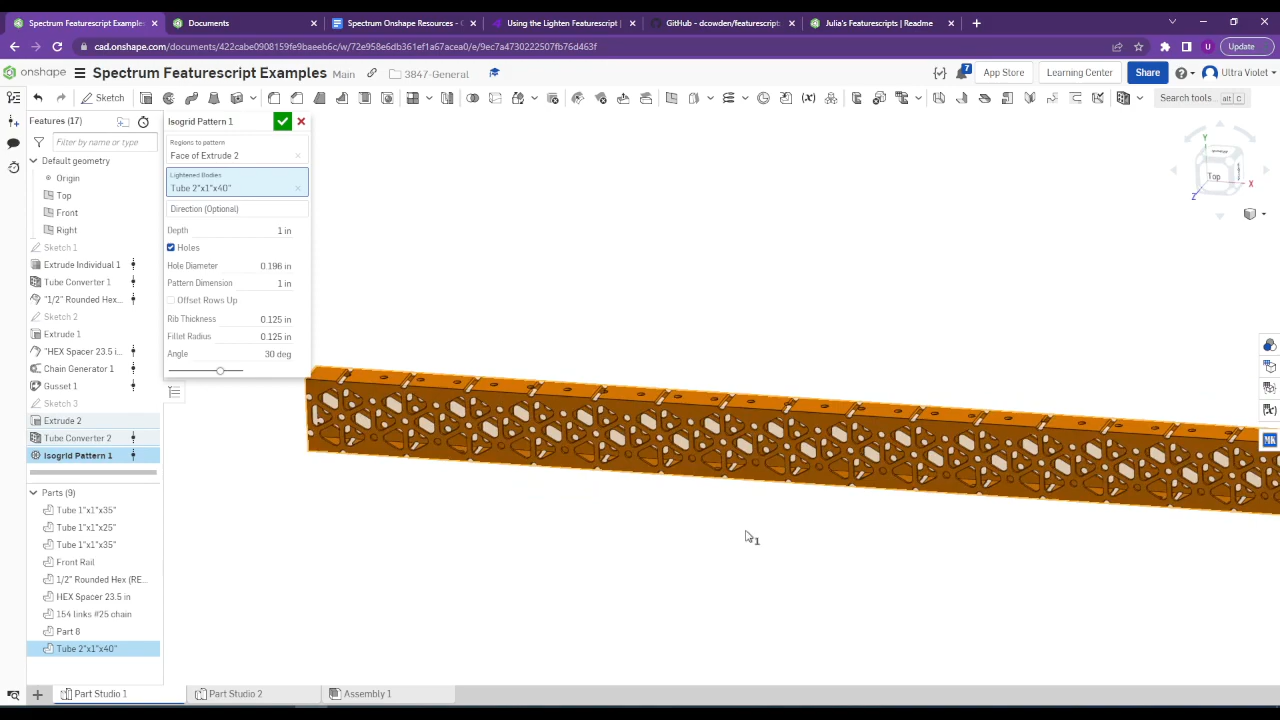 Spectrum Featurescript Examples
Documents
Spectrum Onshape Resources - G
Using the Lighten Featurescript |
GitHub - dcowden/featurescript
Julia's Featurescripts | Readme
cad.onshape.com/documents/422cabe0908159fe9baeeb6c/w/72e958e6db361ef1a67acea0/e/9ec7a4730222507fb76d463f
U
Update
onshape
Spectrum Featurescript Examples
Main
3847-General
7
App Store
Learning Center
Share
Ultra Violet
Sketch
Search tools...
alt
C
Features (17)
Filter by name or type
Default geometry
Origin
Top
Front
Right
Sketch 1
Extrude Individual 1
Tube Converter 1
"1/2" Rounded Hex...
Sketch 2
Extrude 1
"HEX Spacer 23.5 i...
Chain Generator 1
Gusset 1
Sketch 3
Extrude 2
Tube Converter 2
Isogrid Pattern 1
Parts (9)
Tube 1"x1"x35"
Tube 1"x1"x25"
Tube 1"x1"x35"
Front Rail
1/2" Rounded Hex (RE...
HEX Spacer 23.5 in
154 links #25 chain
Part 8
Tube 2"x1"x40"
Isogrid Pattern 1
Regions to pattern
Face of Extrude 2
Lightened Bodies
Tube 2"x1"x40"
Direction (Optional)
Depth 1 in
Holes
Hole Diameter 0.196 in
Pattern Dimension 1 in
Offset Rows Up
Rib Thickness 0.125 in
Fillet Radius 0.125 in
Angle 30 deg
Y
Top
X
Z
MK
1
Part Studio 1
Part Studio 2
Assembly 1